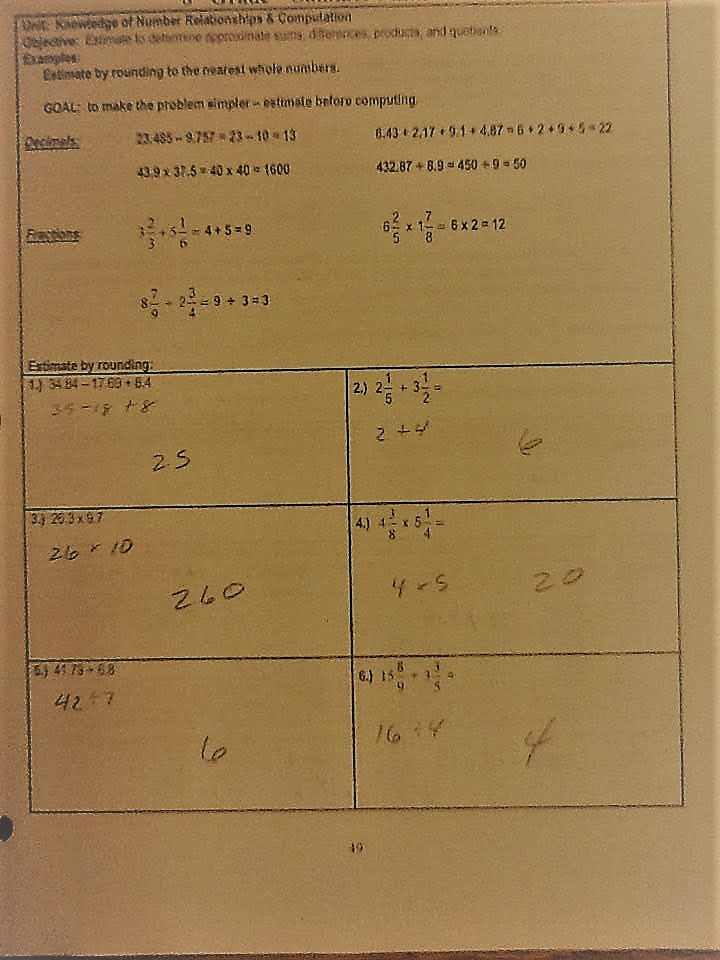 Unit: Knowledge of Number Relationships & Computation
Objective: Estimate to determine approximate sums, differences, products, and quotients.
Examples:
Estimate by rounding to the nearest whole numbers.
GOAL: to make the problem simpler – estimate before computing.
Decimals: 23.485 – 9.757 = 23 – 10 = 13 6.43 + 2.17 + 9.1 + 4.87 = 6 + 2 + 9 + 5 = 22
43.9 x 37.5 = 40 x 40 = 1600 432.87 ÷ 8.9 = 450 ÷ 9 = 50
Fractions: 3 2/3 + 5 1/6 = 4 + 5 = 9 6 2/5 x 1 7/8 = 6 x 2 = 12
8 7/9 ÷ 2 3/4 = 9 ÷ 3 = 3
Estimate by rounding:
1.) 34.84 – 17.69 + 8.4
35 – 18 + 8
25
2.) 2 1/5 + 3 1/2 =
2 + 4 6
3.) 26.3 x 9.7
26 x 10
260
4.) 4 3/8 x 5 1/4 =
4 x 5 20
5.) 41.79 ÷ 6.8
42 ÷ 7
6
6.) 15 8/9 ÷ 3 3/5 =
16 ÷ 4 4
49